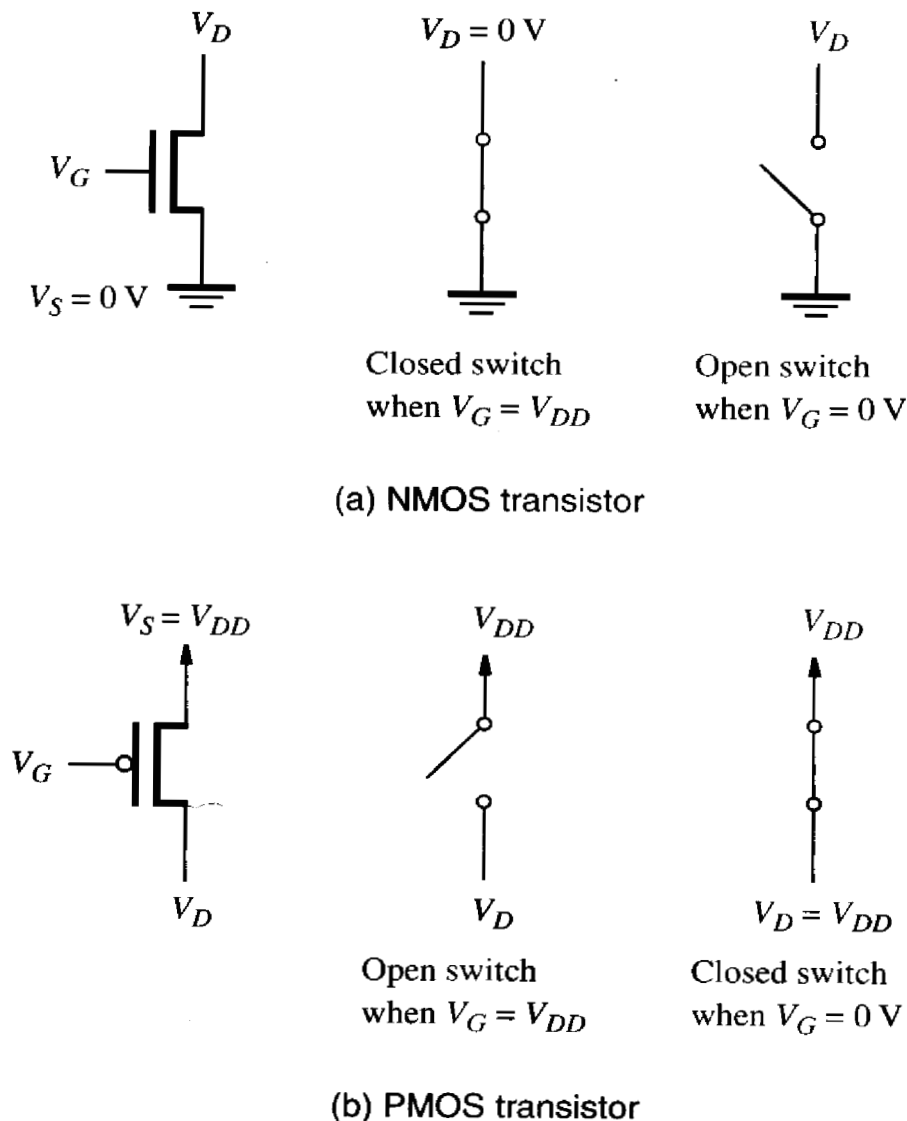 V_D
V_D = 0 V
V_D
V_G
V_S = 0 V
Closed switch
when V_G = V_DD
Open switch
when V_G = 0 V
(a) NMOS transistor
V_S = V_DD
V_DD
V_DD
V_G
V_D
V_D
V_D = V_DD
Open switch
when V_G = V_DD
Closed switch
when V_G = 0 V
(b) PMOS transistor